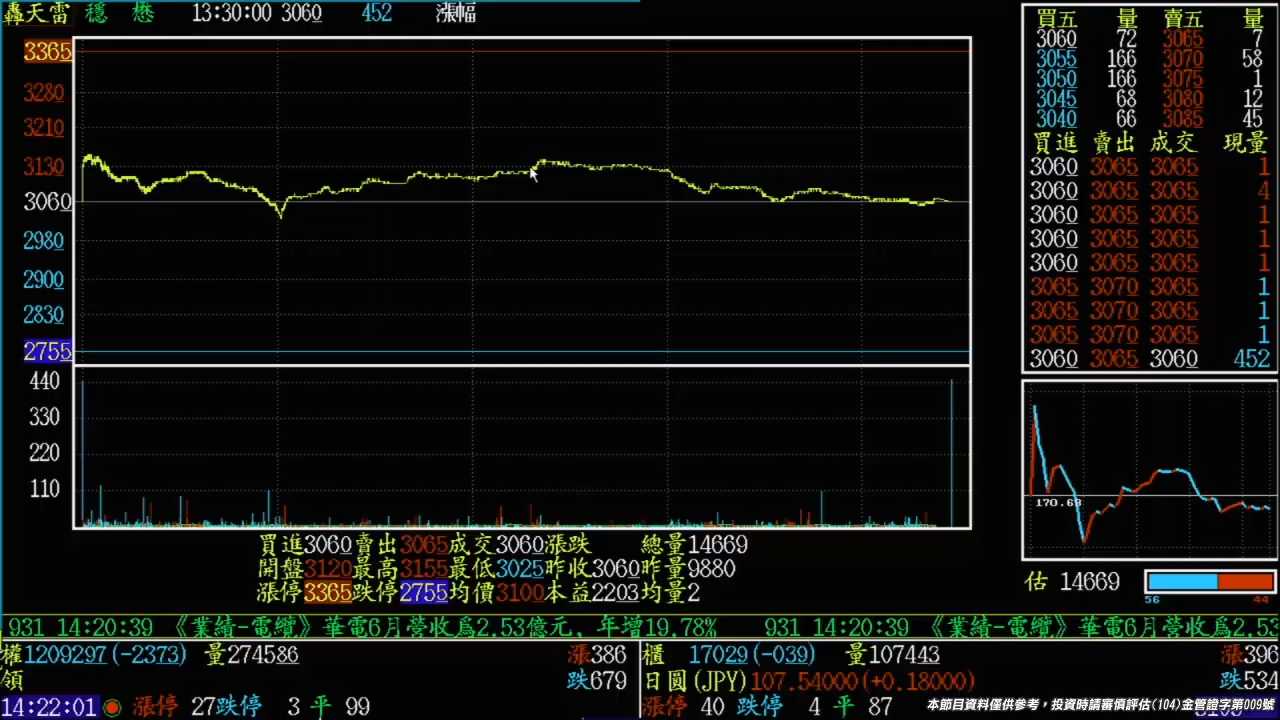 轟天雷 穩 懋 13:30:00 3060 452 漲幅
3365
3280
3210
3130
3060
2980
2900
2830
2755
440
330
220
110
買五 量 賣五 量
3060 72 3065 7
3055 166 3070 58
3050 166 3075 1
3045 68 3080 12
3040 66 3085 45
買進 賣出 成交 現量
3060 3065 3065 1
3060 3065 3065 4
3060 3065 3065 1
3060 3065 3065 1
3060 3065 3065 1
3065 3070 3065 1
3065 3070 3065 1
3065 3070 3065 1
3060 3065 3060 452
170.68
估 14669
56 44
買進3060賣出3065成交3060漲跌 總量14669
開盤3120最高3155最低3025昨收3060昨量9880
漲停3365跌停2755均價3100本益2203均量2
931 14:20:39 《業績-電纜》華電6月營收為2.53億元, 年增19.78% 931 14:20:39 《業績-電纜》華電6月營收為2.53
權1209297(-2373) 量274586 漲386
領 跌679
14:22:01 漲停 27跌停 3 平 99
櫃 17029(-039) 量107443 漲396
日圓(JPY)107.54000(+0.18000) 跌534
漲停 40 跌停 4 平 87
本節目資料僅供參考，投資時請審慎評估(104)金管證字第009號